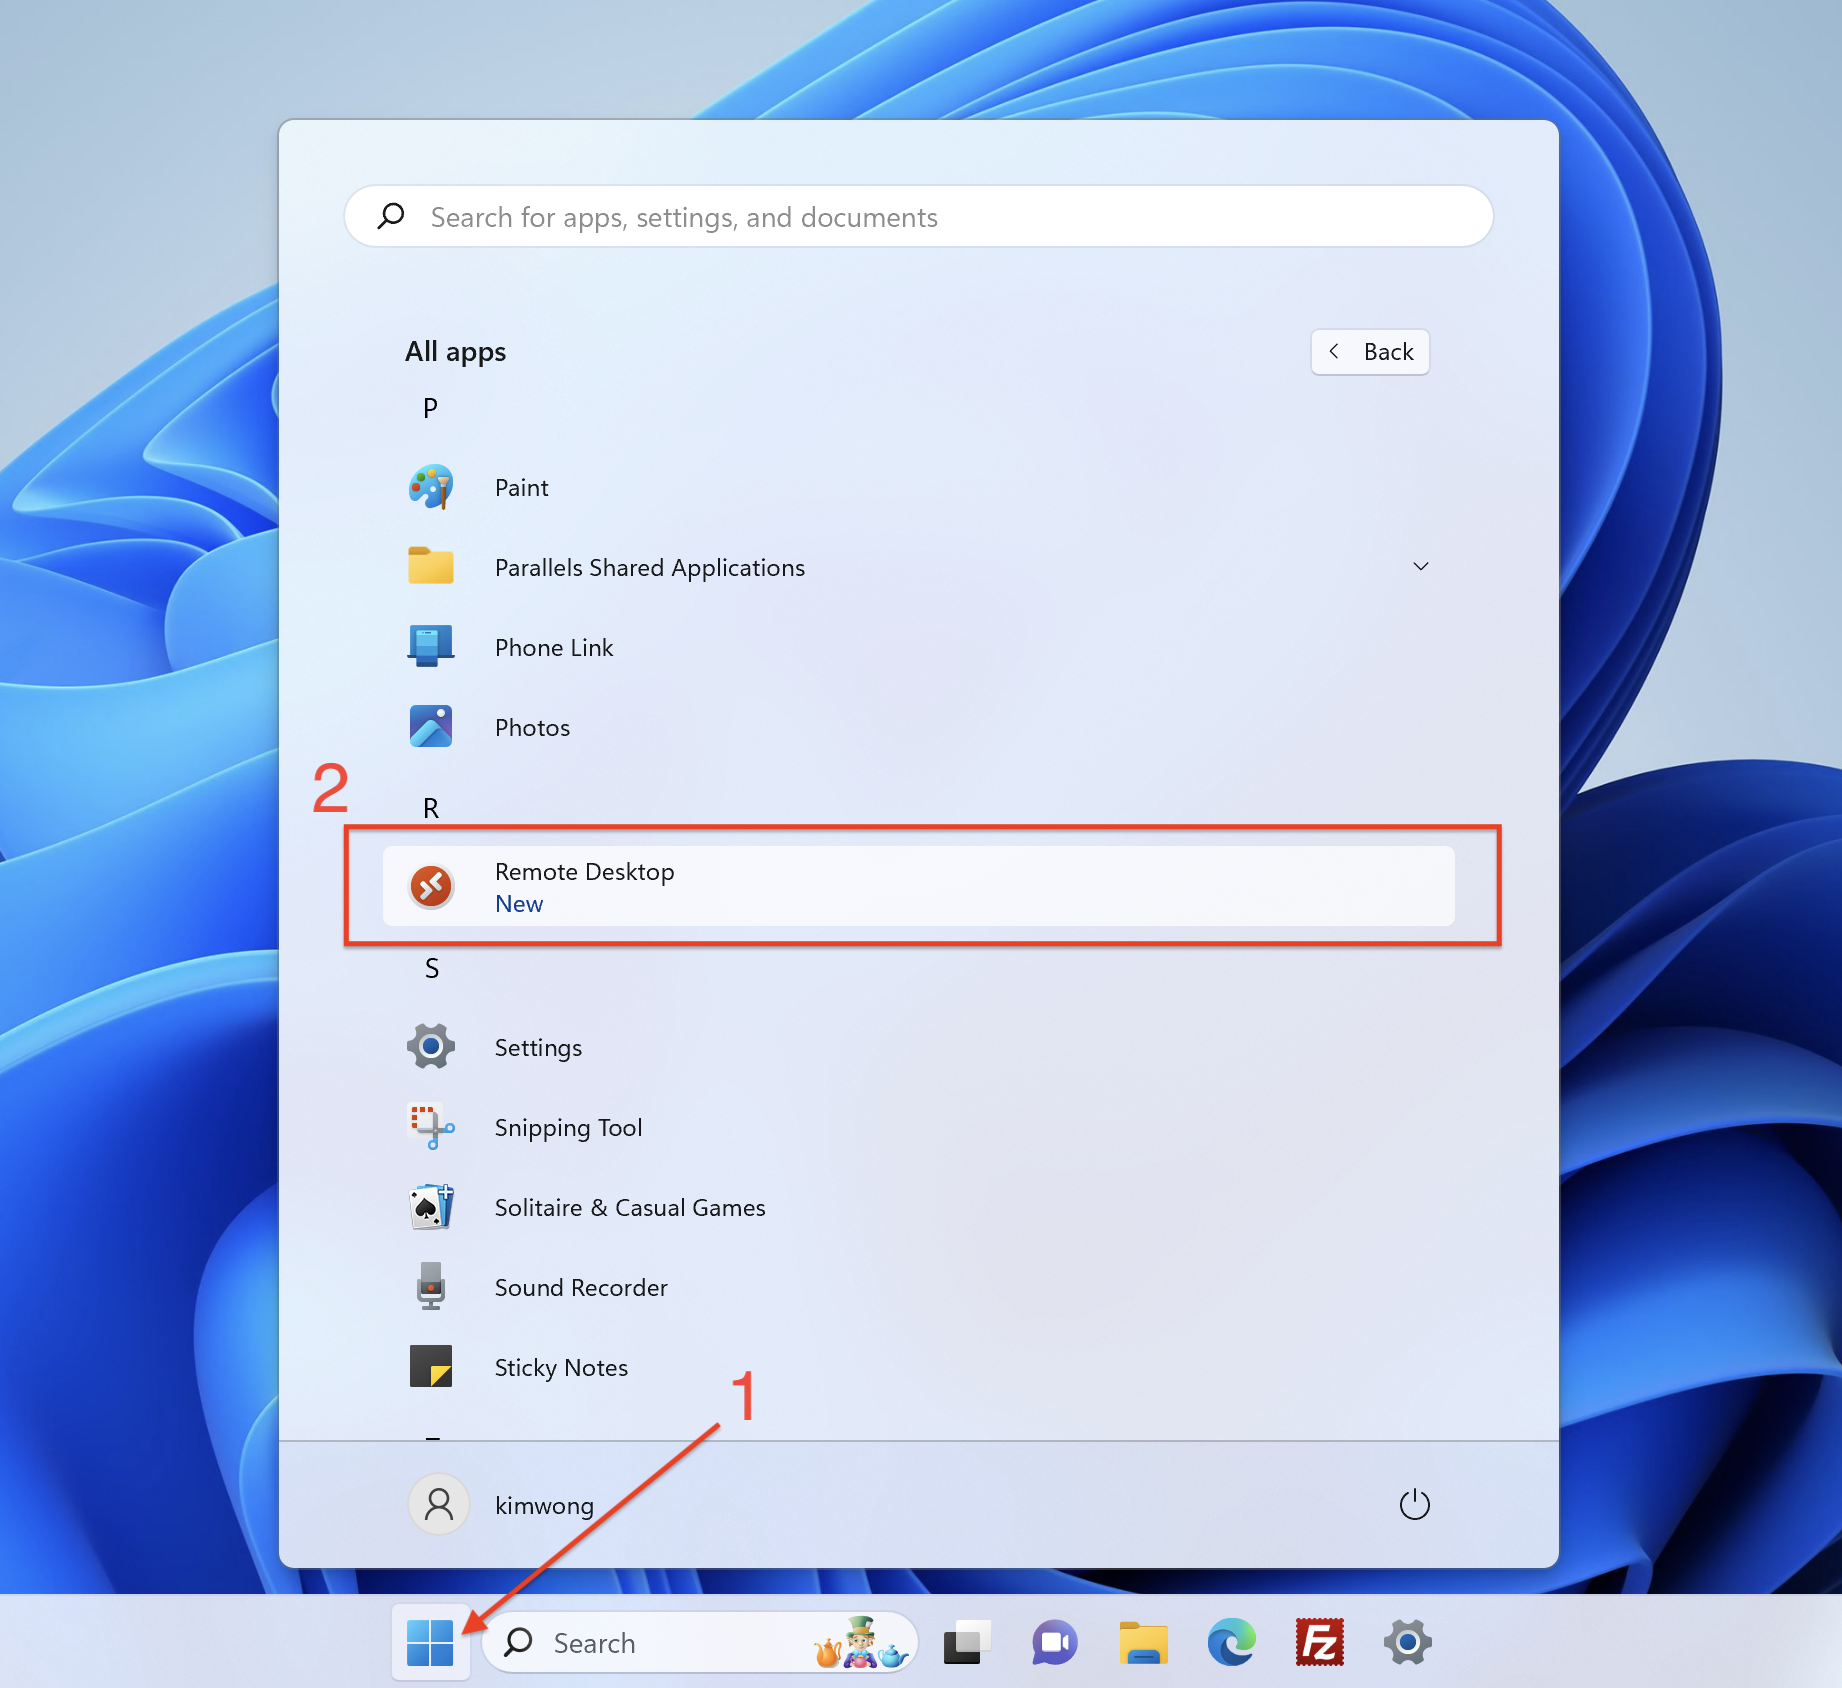 Search for apps, settings, and documents
All apps
Back
P
Paint
Parallels Shared Applications
Phone Link
Photos
2
R
Remote Desktop
New
S
Settings
Snipping Tool
Solitaire & Casual Games
Sound Recorder
Sticky Notes
1
kimwong
Search
Fz